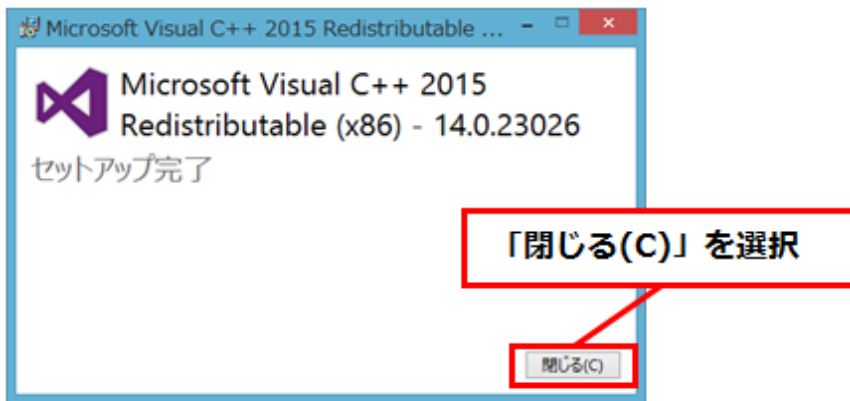 Microsoft Visual C++ 2015 Redistributable ...
Microsoft Visual C++ 2015
Redistributable (x86) - 14.0.23026
セットアップ完了
「閉じる(C)」を選択
閉じる(C)